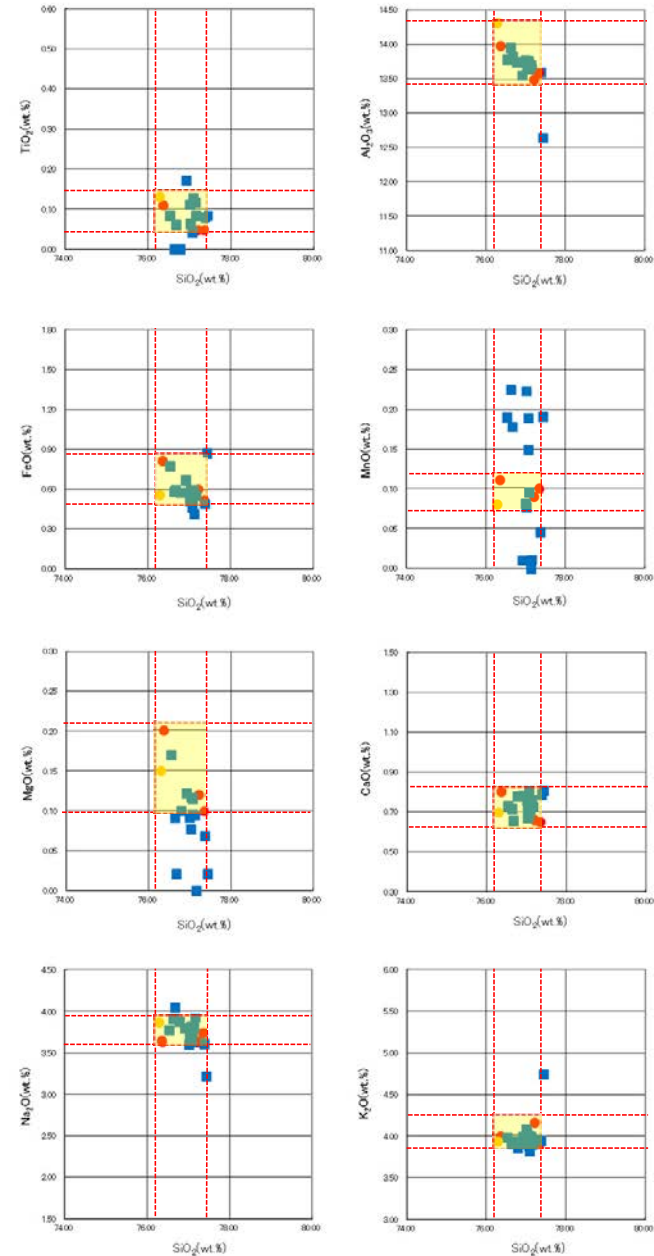 TiO₂(wt.%)
0.60
0.50
0.40
0.30
0.20
0.10
0.00
74.00 76.00 78.00 80.00
SiO₂(wt.%)
Al₂O₃(wt.%)
14.50
14.00
13.50
13.00
12.50
12.00
11.50
11.00
74.00 76.00 78.00 80.00
SiO₂(wt.%)
FeO(wt.%)
1.80
1.50
1.20
0.90
0.60
0.30
0.00
74.00 76.00 78.00 80.00
SiO₂(wt.%)
MnO(wt.%)
0.30
0.25
0.20
0.15
0.10
0.05
0.00
74.00 76.00 78.00 80.00
SiO₂(wt.%)
MgO(wt.%)
0.30
0.25
0.20
0.15
0.10
0.05
0.00
74.00 76.00 78.00 80.00
SiO₂(wt.%)
CaO(wt.%)
1.50
1.30
1.10
0.90
0.70
0.50
0.30
74.00 76.00 78.00 80.00
SiO₂(wt.%)
Na₂O(wt.%)
4.50
4.00
3.50
3.00
2.50
2.00
1.50
74.00 76.00 78.00 80.00
SiO₂(wt.%)
K₂O(wt.%)
6.00
5.50
5.00
4.50
4.00
3.50
3.00
74.00 76.00 78.00 80.00
SiO₂(wt.%)